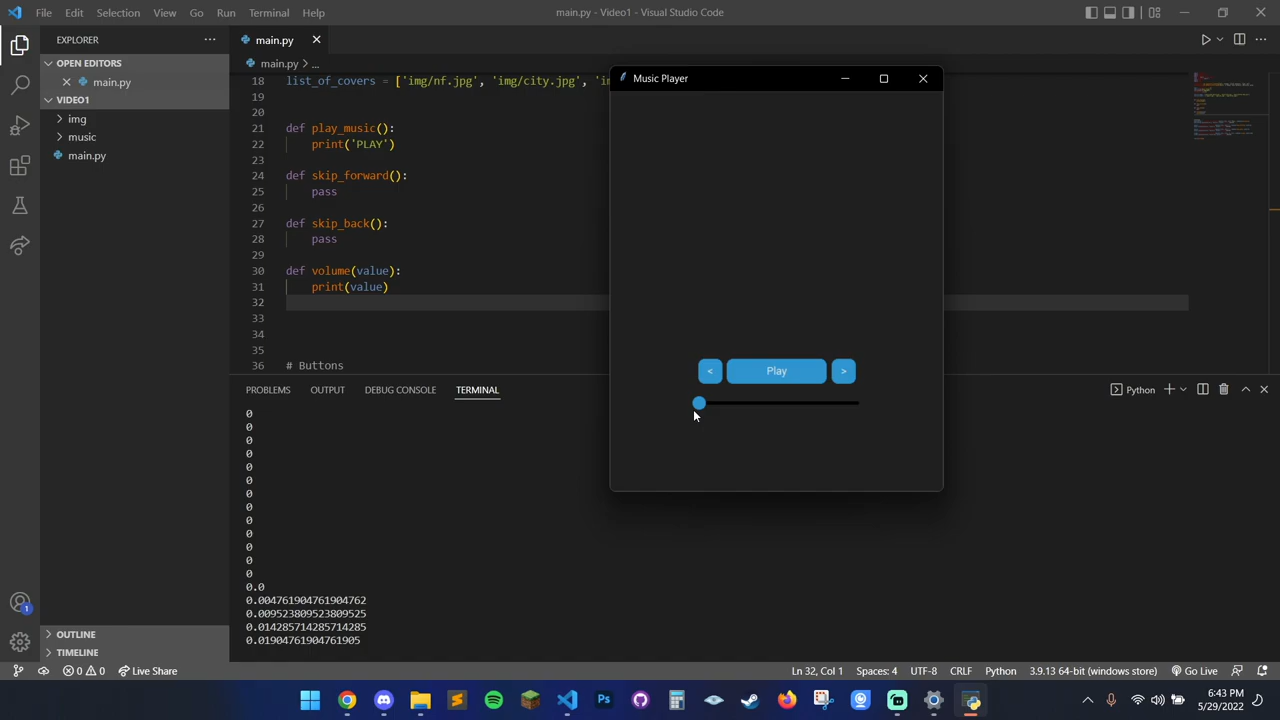 File Edit Selection View Go Run Terminal Help
main.py - Video1 - Visual Studio Code
EXPLORER
OPEN EDITORS
main.py
VIDEO1
img
music
main.py
OUTLINE
TIMELINE
main.py
main.py > ...
18 list_of_covers = ['img/nf.jpg', 'img/city.jpg',
19
20
21 def play_music():
22 print('PLAY')
23
24 def skip_forward():
25 pass
26
27 def skip_back():
28 pass
29
30 def volume(value):
31 print(value)
32
33
34
35
36 # Buttons
Music Player
< Play >
PROBLEMS OUTPUT DEBUG CONSOLE TERMINAL
Python
0
0
0
0
0
0
0
0
0
0
0
0
0
0.0
0.004761904761904762
0.009523809523809525
0.014285714285714285
0.01904761904761905
1
0 0 Live Share
Ln 32, Col 1 Spaces: 4 UTF-8 CRLF Python 3.9.13 64-bit (windows store) Go Live
Ps
6:43 PM
5/29/2022